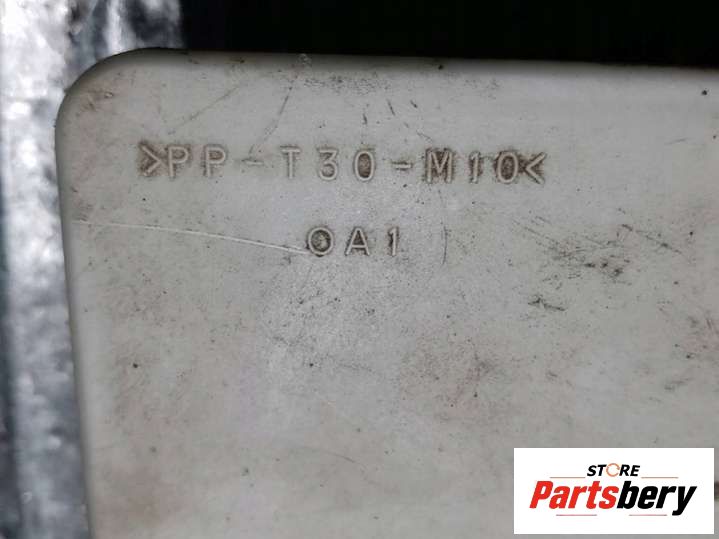 >PP-T30-M10<
OA1
STORE
Partsbery